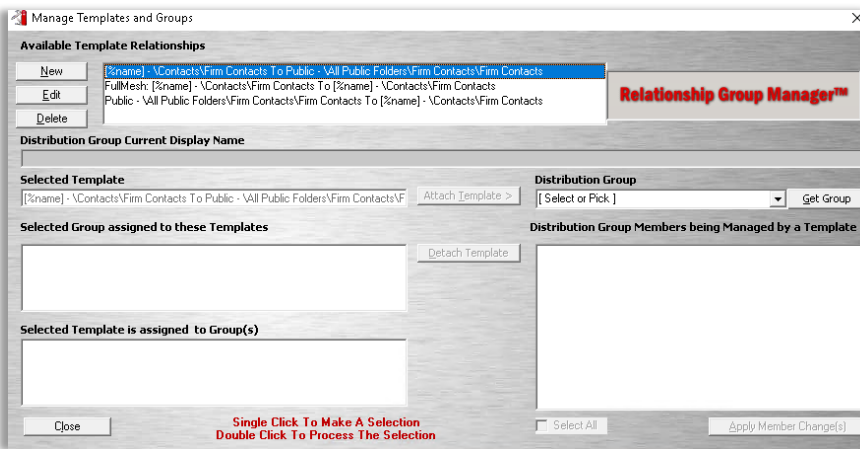 Manage Templates and Groups
Available Template Relationships
New
[%name] - \Contacts\Firm Contacts To Public - \All Public Folders\Firm Contacts\Firm Contacts
Edit
FullMesh: [%name] - \Contacts\Firm Contacts To [%name] - \Contacts\Firm Contacts
Public - \All Public Folders\Firm Contacts\Firm Contacts To [%name] - \Contacts\Firm Contacts
Delete
Relationship Group Manager™
Distribution Group Current Display Name
Selected Template
Distribution Group
[%name] - \Contacts\Firm Contacts To Public - \All Public Folders\Firm Contacts\F
Attach Template >
[ Select or Pick ]
Get Group
Selected Group assigned to these Templates
Distribution Group Members being Managed by a Template
Detach Template
Selected Template is assigned to Group(s)
Close
Single Click To Make A Selection
Double Click To Process The Selection
Select All
Apply Member Change(s)